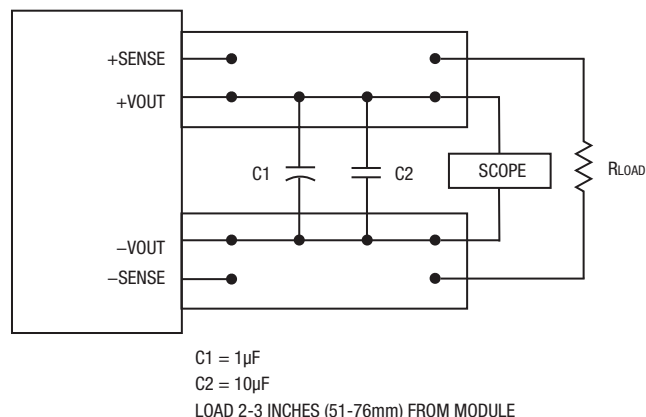 +SENSE
+VOUT
C1
C2
SCOPE
RLOAD
−VOUT
−SENSE
C1 = 1µF
C2 = 10µF
LOAD 2-3 INCHES (51-76mm) FROM MODULE